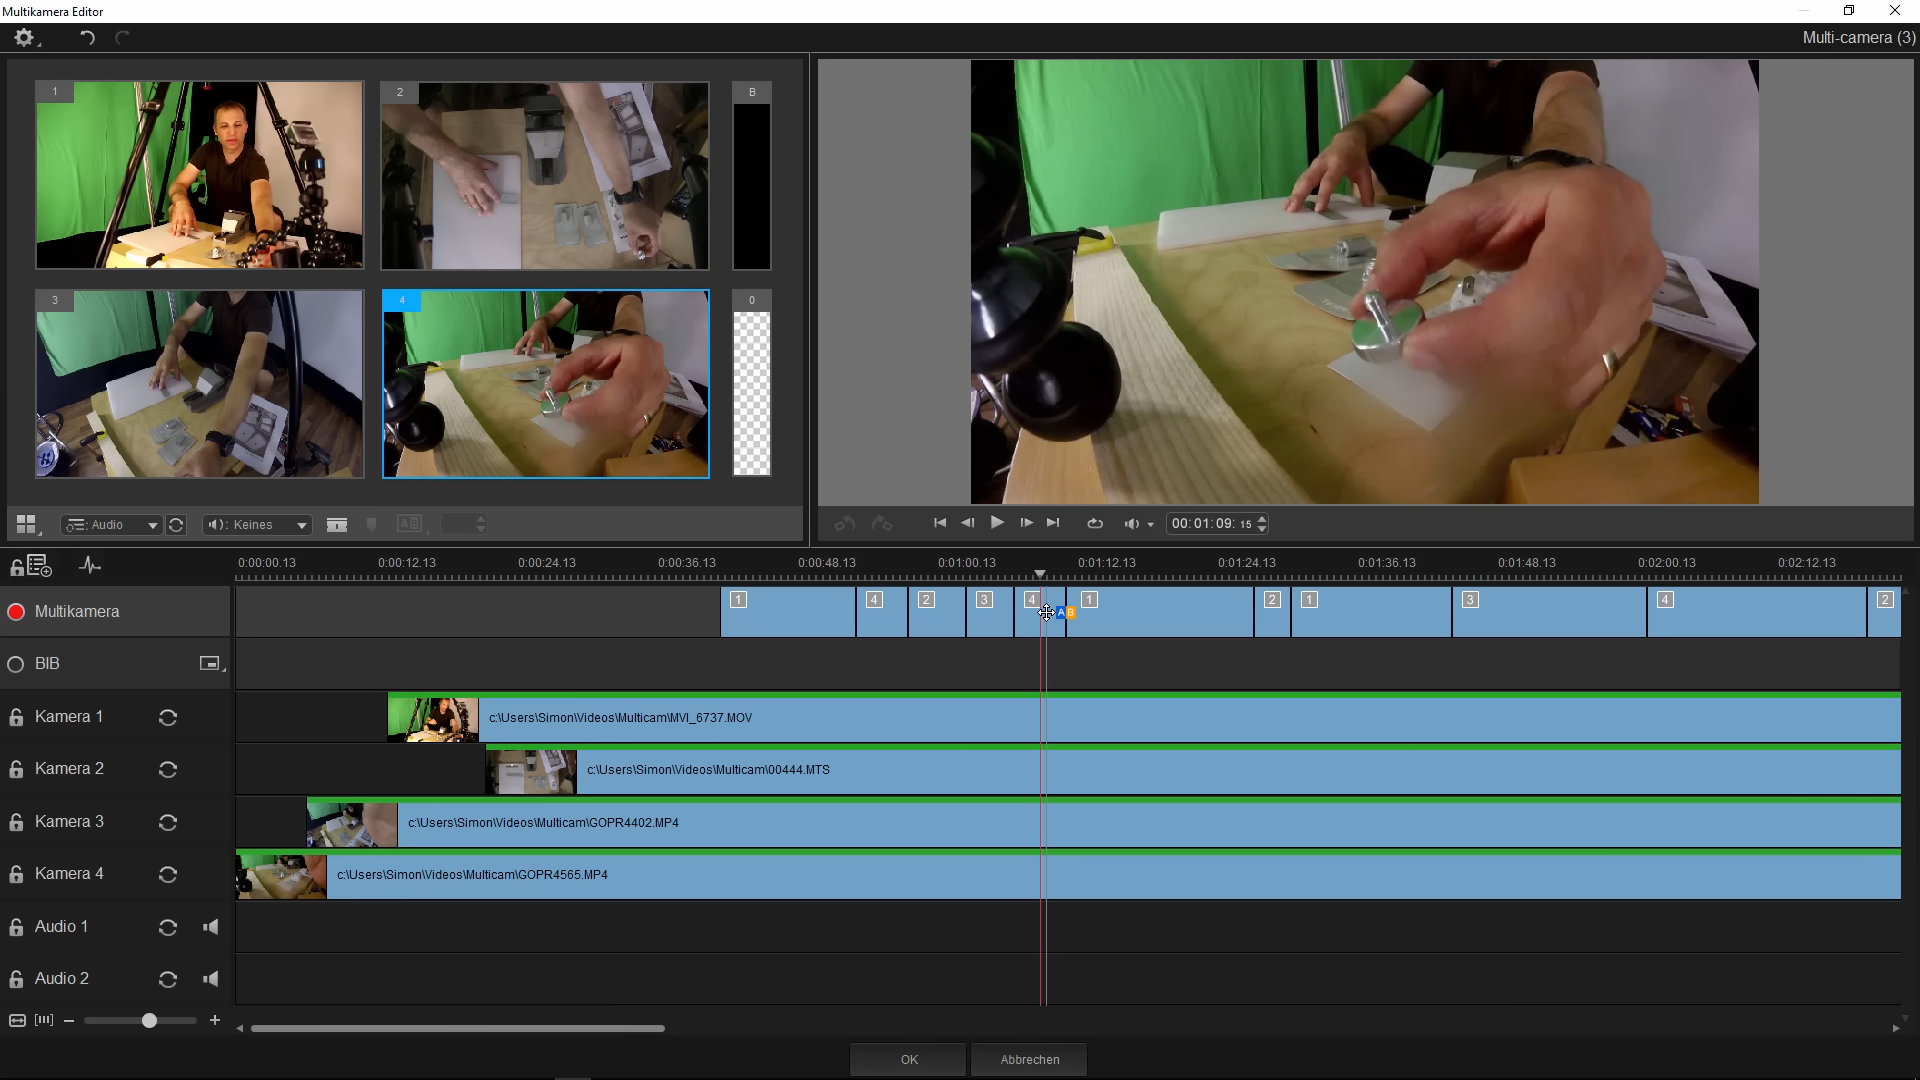 Multikamera Editor
Multi-camera (3)
1
2
B
3
4
0
Audio
Keines
00:01:09: 15
0:00:00.13 0:00:12.13 0:00:24.13 0:00:36.13 0:00:48.13 0:01:00.13 0:01:12.13 0:01:24.13 0:01:36.13 0:01:48.13 0:02:00.13 0:02:12.13
Multikamera
1 4 2 3 4 A B 1 2 1 3 4 2
BIB
Kamera 1
c:\Users\Simon\Videos\Multicam\MVI_6737.MOV
Kamera 2
c:\Users\Simon\Videos\Multicam\00444.MTS
Kamera 3
c:\Users\Simon\Videos\Multicam\GOPR4402.MP4
Kamera 4
c:\Users\Simon\Videos\Multicam\GOPR4565.MP4
Audio 1
Audio 2
OK
Abbrechen